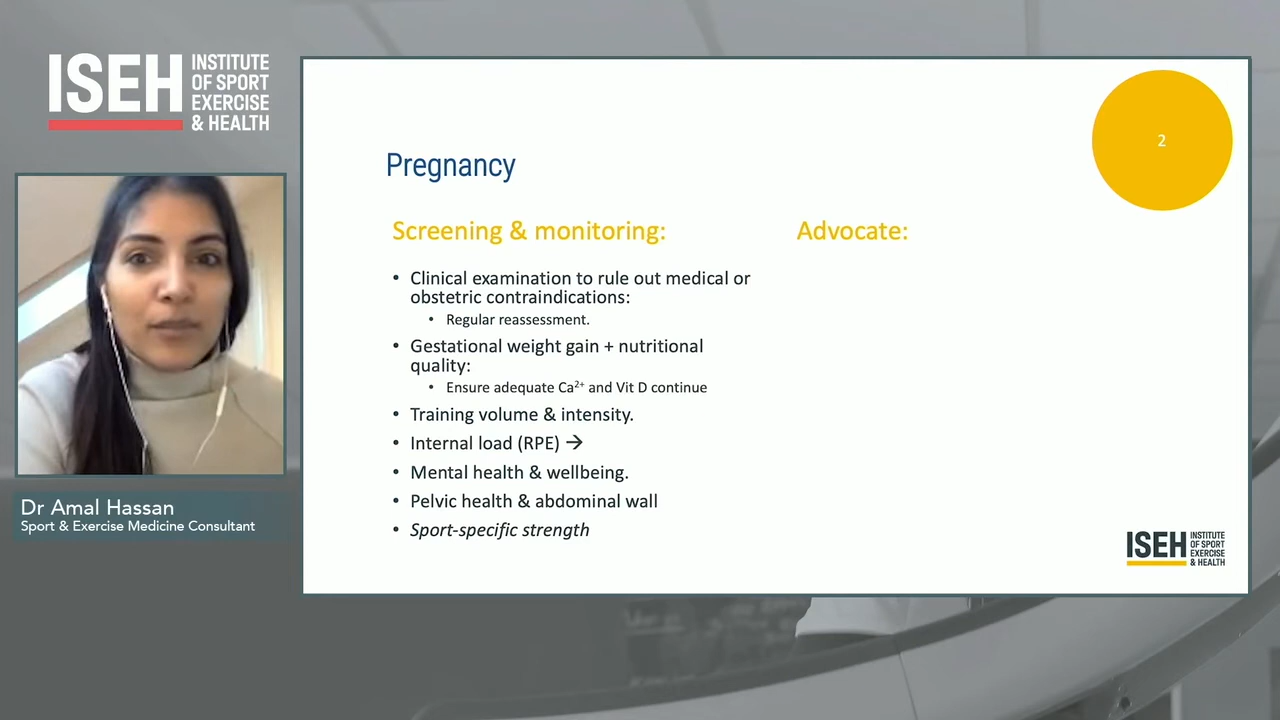 ISEH
INSTITUTE
OF SPORT
EXERCISE
& HEALTH
Dr Amal Hassan
Sport & Exercise Medicine Consultant
2
Pregnancy
Screening & monitoring:
• Clinical examination to rule out medical or
obstetric contraindications:
• Regular reassessment.
• Gestational weight gain + nutritional
quality:
• Ensure adequate Ca²⁺ and Vit D continue
• Training volume & intensity.
• Internal load (RPE) →
• Mental health & wellbeing.
• Pelvic health & abdominal wall
• Sport-specific strength
Advocate:
ISEH
INSTITUTE
OF SPORT
EXERCISE
& HEALTH